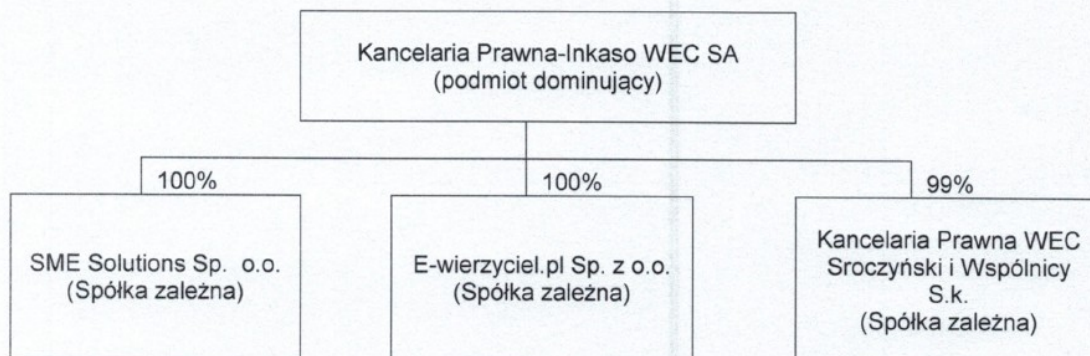 Kancelaria Prawna-Inkaso WEC SA
(podmiot dominujący)
100%
100%
99%
SME Solutions Sp. o.o.
(Spółka zależna)
E-wierzyciel.pl Sp. z o.o.
(Spółka zależna)
Kancelaria Prawna WEC
Sroczyński i Wspólnicy
S.k.
(Spółka zależna)